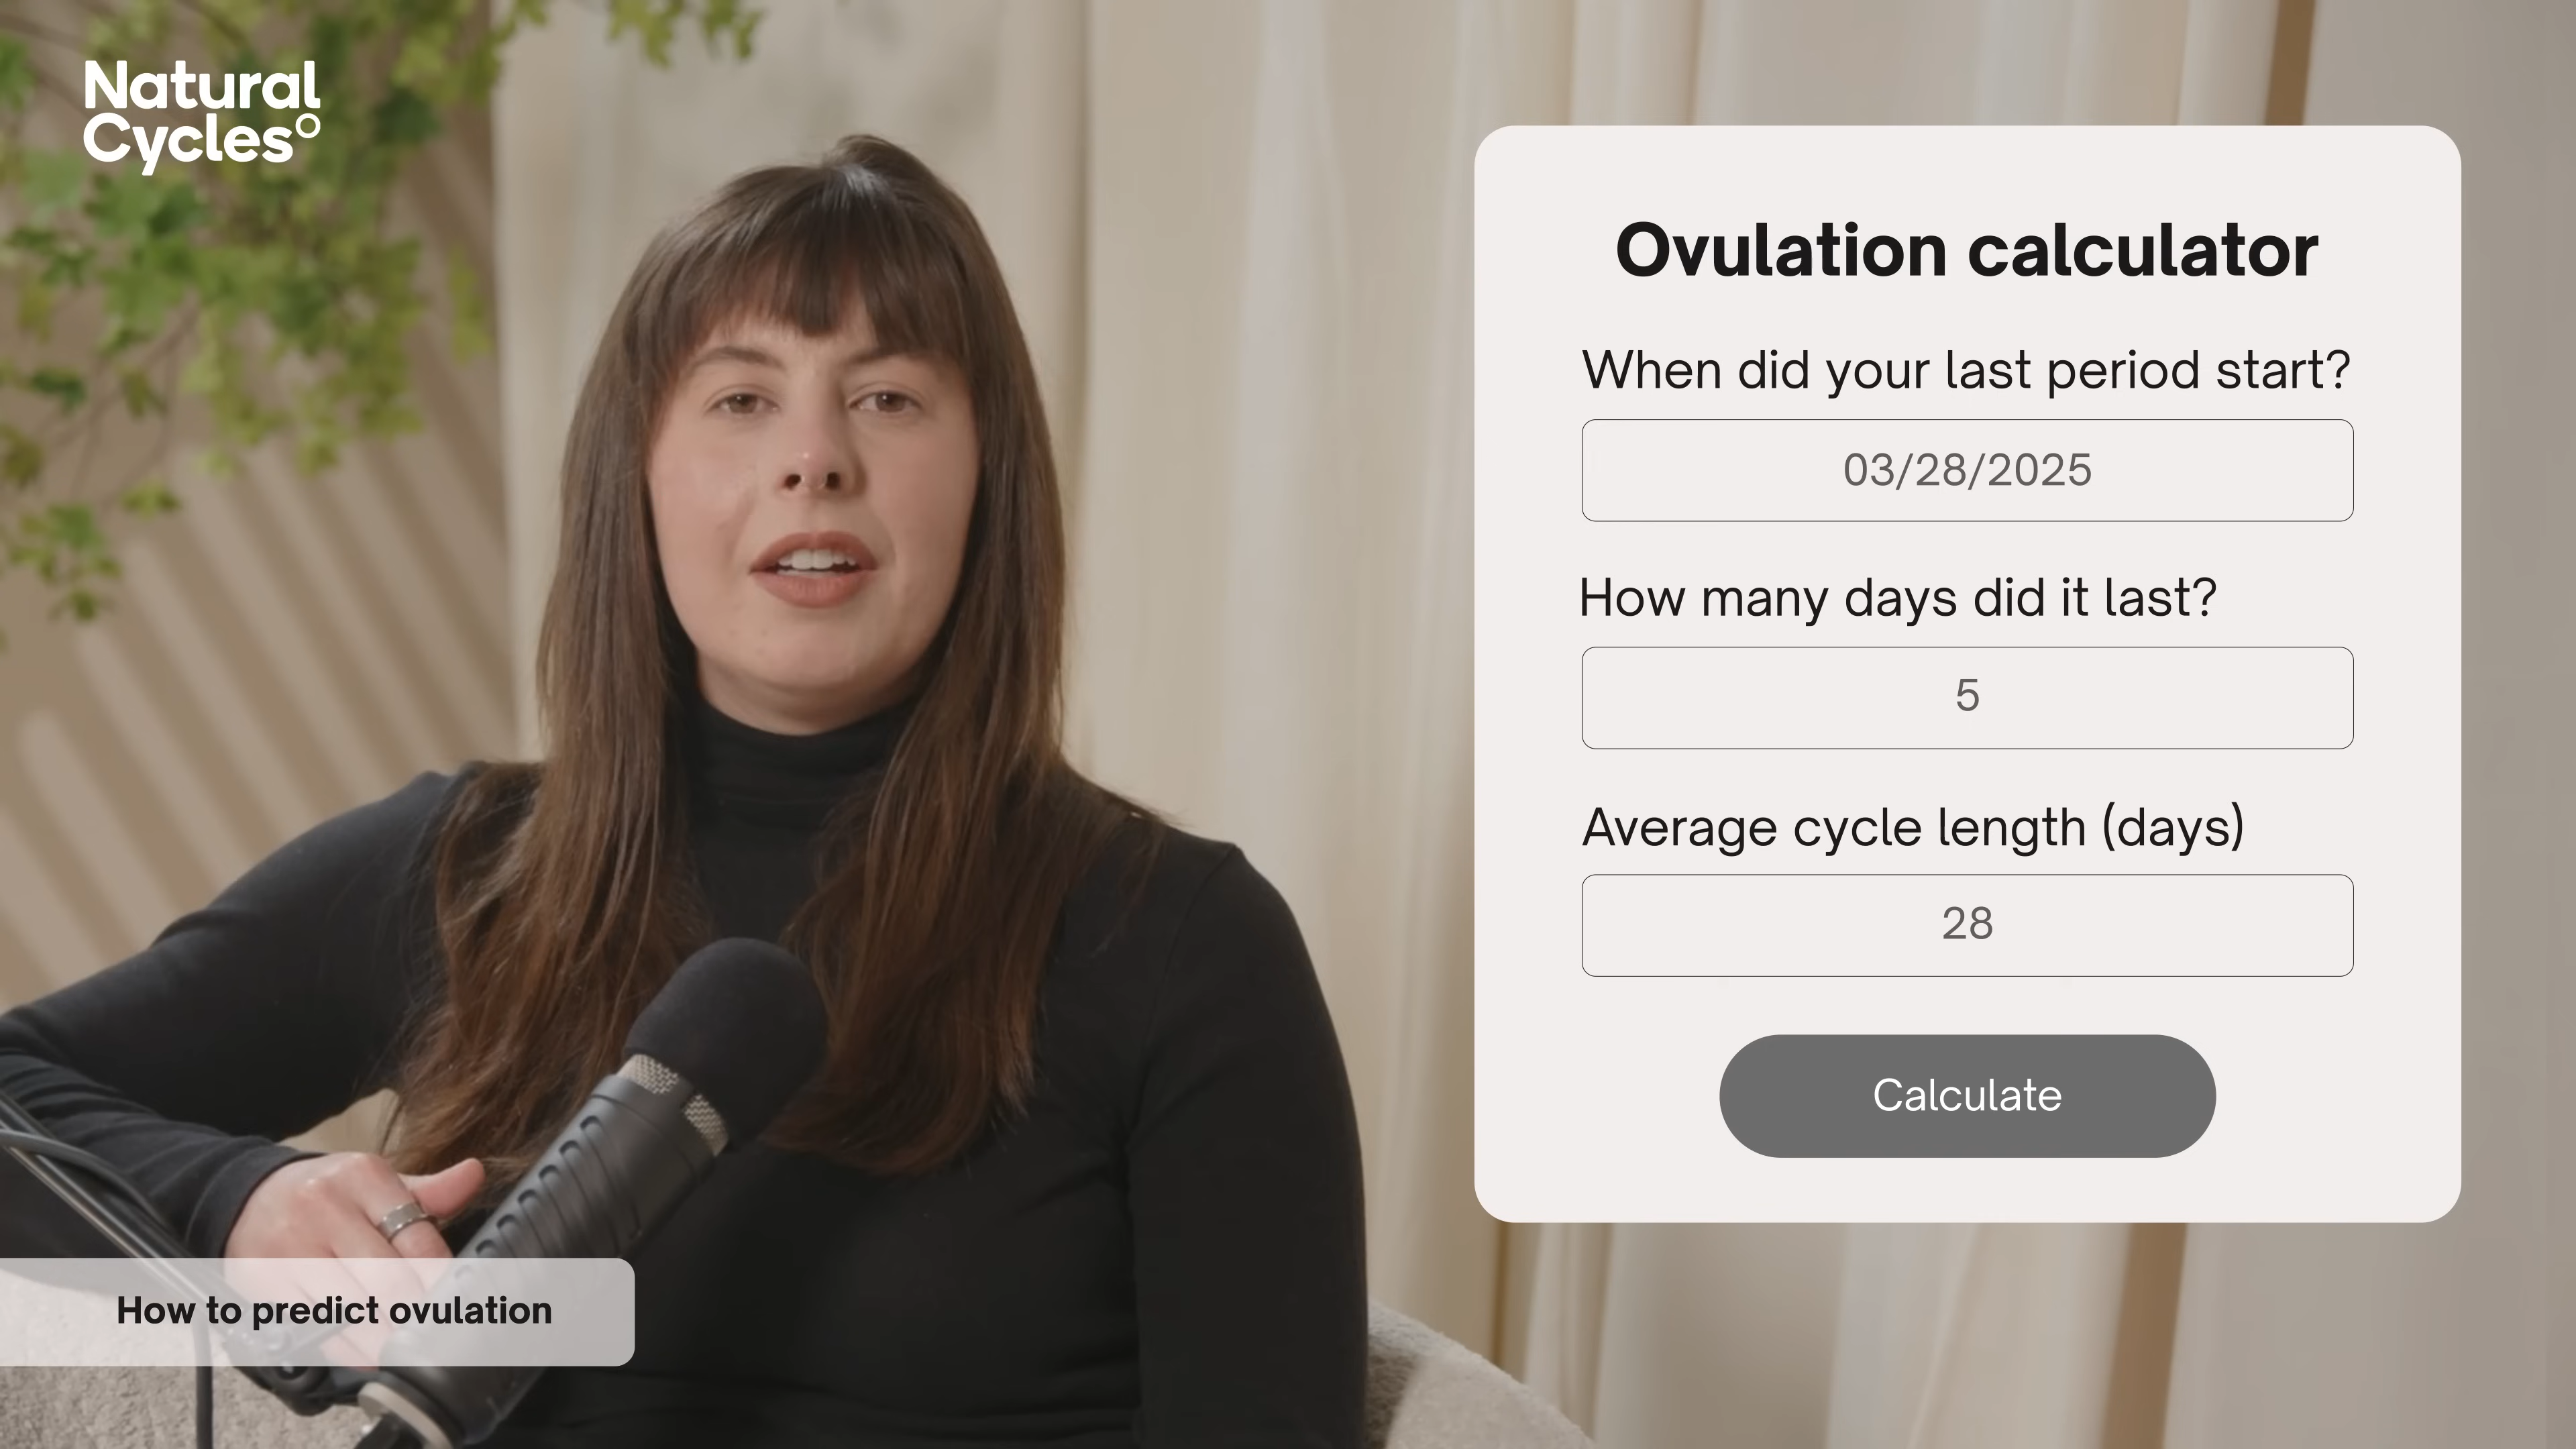 Natural
Cycles°
Ovulation calculator
When did your last period start?
03/28/2025
How many days did it last?
5
Average cycle length (days)
28
Calculate
How to predict ovulation